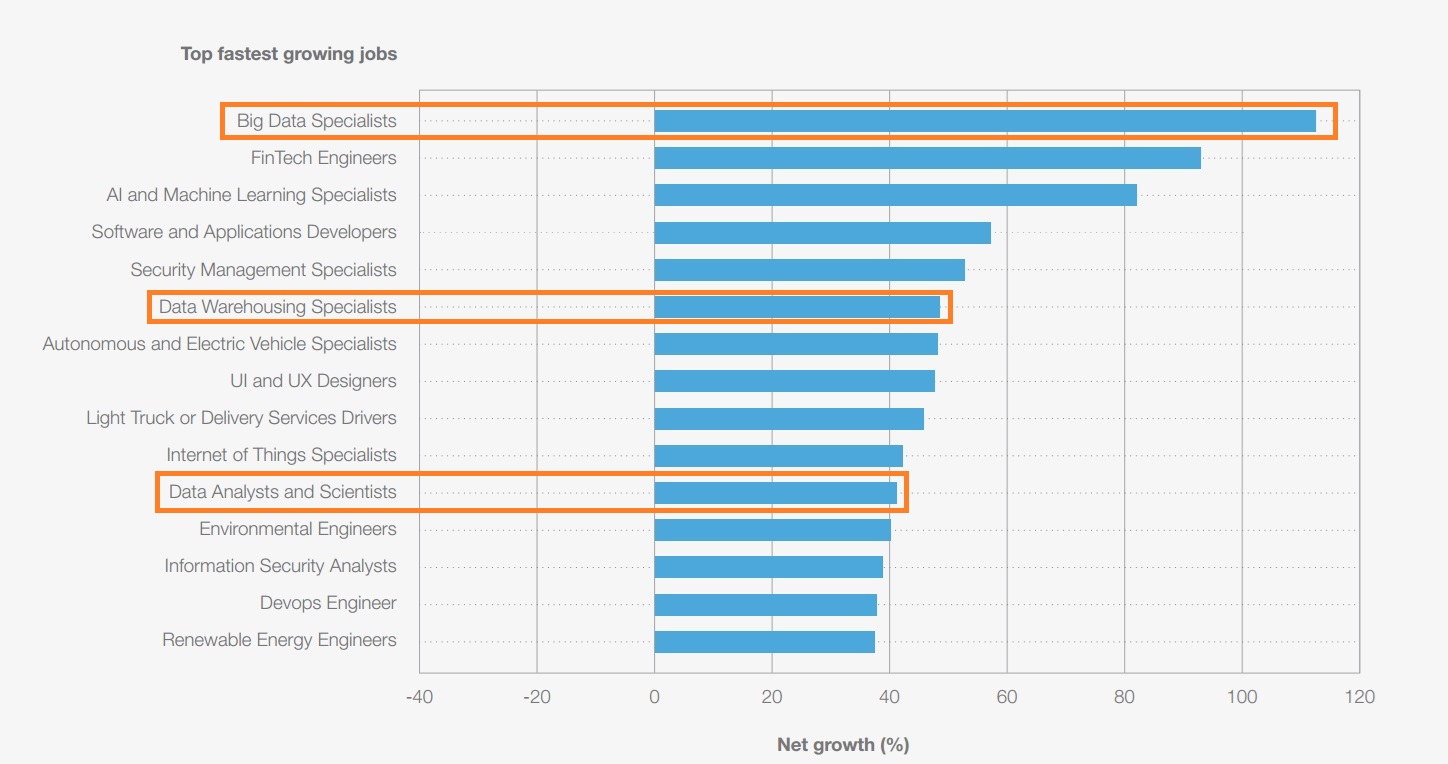 Top fastest growing jobs
Big Data Specialists
FinTech Engineers
AI and Machine Learning Specialists
Software and Applications Developers
Security Management Specialists
Data Warehousing Specialists
Autonomous and Electric Vehicle Specialists
UI and UX Designers
Light Truck or Delivery Services Drivers
Internet of Things Specialists
Data Analysts and Scientists
Environmental Engineers
Information Security Analysts
Devops Engineer
Renewable Energy Engineers
-40 -20 0 20 40 60 80 100 120
Net growth (%)